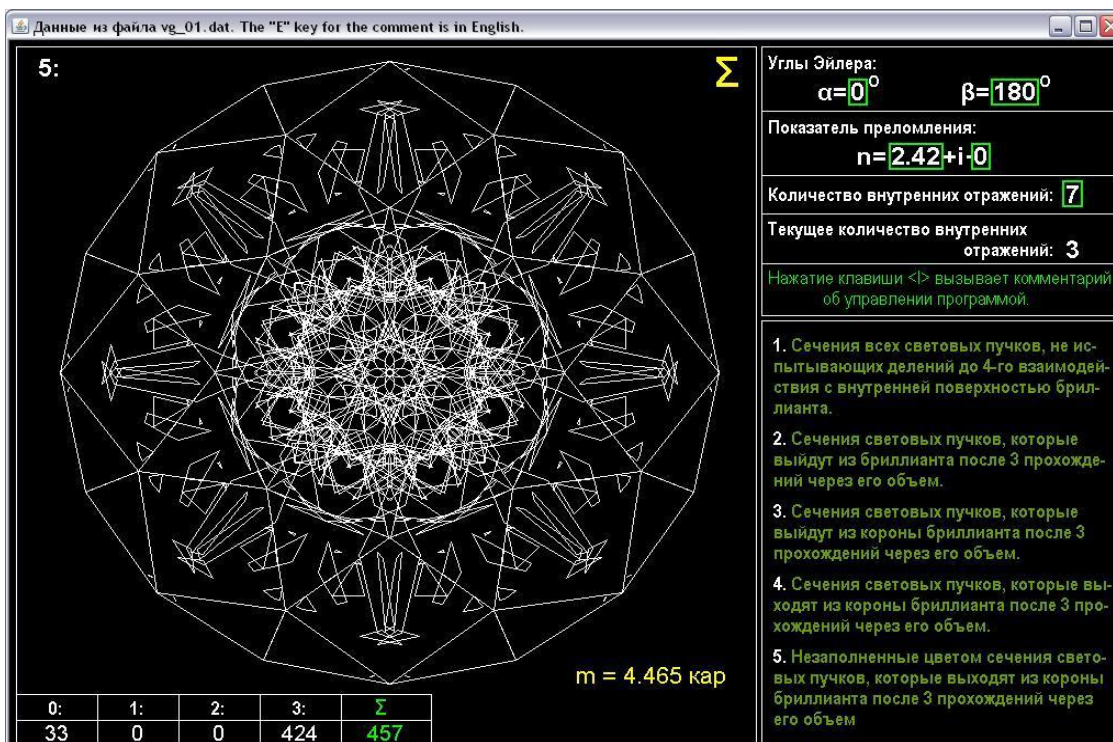 Данные из файла vg_01.dat. The "E" key for the comment is in English.
5:
Σ
m = 4.465 кар
0: 1: 2: 3: Σ
33 0 0 424 457
Углы Эйлера:
α=0° β=180°
Показатель преломления:
n=2.42+i·0
Количество внутренних отражений: 7
Текущее количество внутренних
отражений: 3
Нажатие клавиши <I> вызывает комментарий
об управлении программой.
1. Сечения всех световых пучков, не ис-
пытывающих делений до 4-го взаимодей-
ствия с внутренней поверхностью брил-
лианта.
2. Сечения световых пучков, которые
выйдут из бриллианта после 3 прохожде-
ний через его объем.
3. Сечения световых пучков, которые
выйдут из короны бриллианта после 3
прохождений через его объем.
4. Сечения световых пучков, которые вы-
ходят из короны бриллианта после 3 про-
хождений через его объем.
5. Незаполненные цветом сечения свето-
вых пучков, которые выходят из короны
бриллианта после 3 прохождений через
его объем